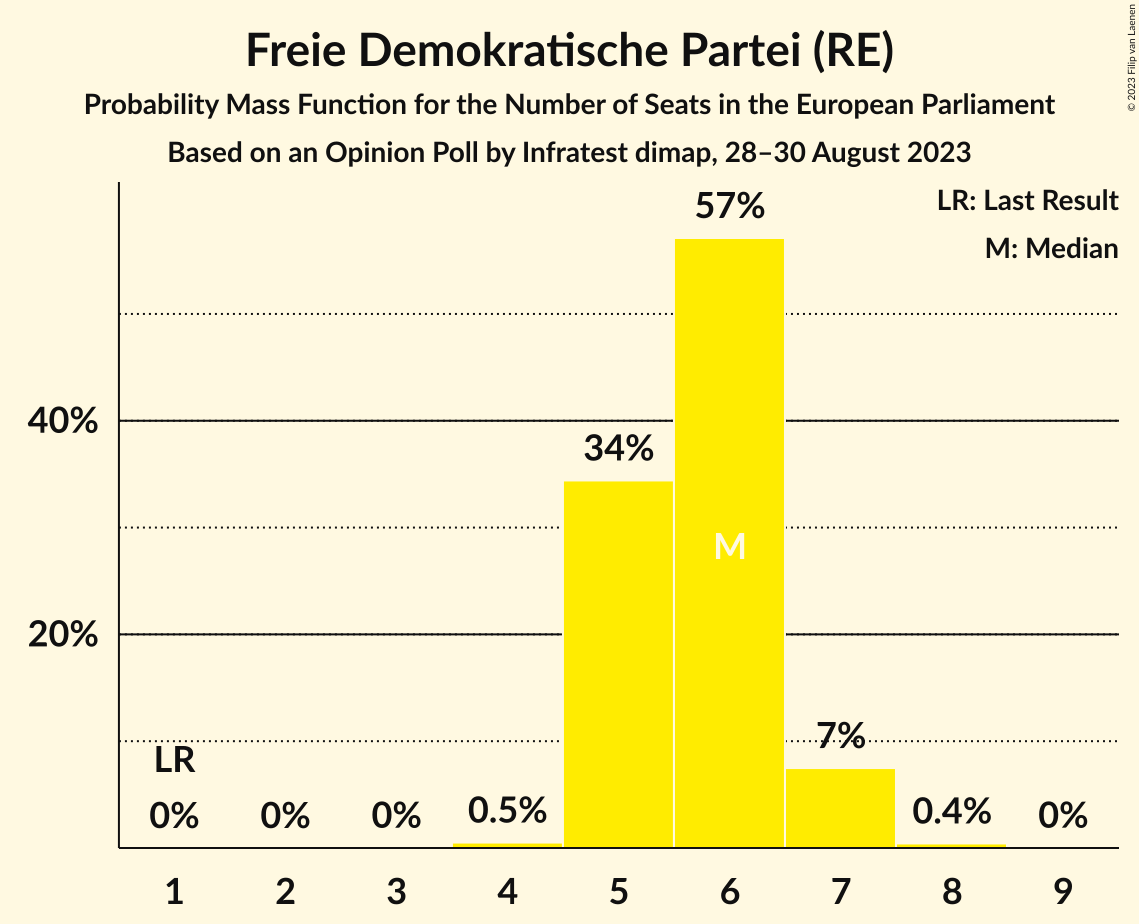 Freie Demokratische Partei (RE)
Probability Mass Function for the Number of Seats in the European Parliament
Based on an Opinion Poll by Infratest dimap, 28–30 August 2023
© 2023 Filip van Laenen
LR: Last Result
M: Median
57%
40%
34%
M
20%
7%
LR
0% 0% 0% 0.5% 0.4% 0%
1 2 3 4 5 6 7 8 9